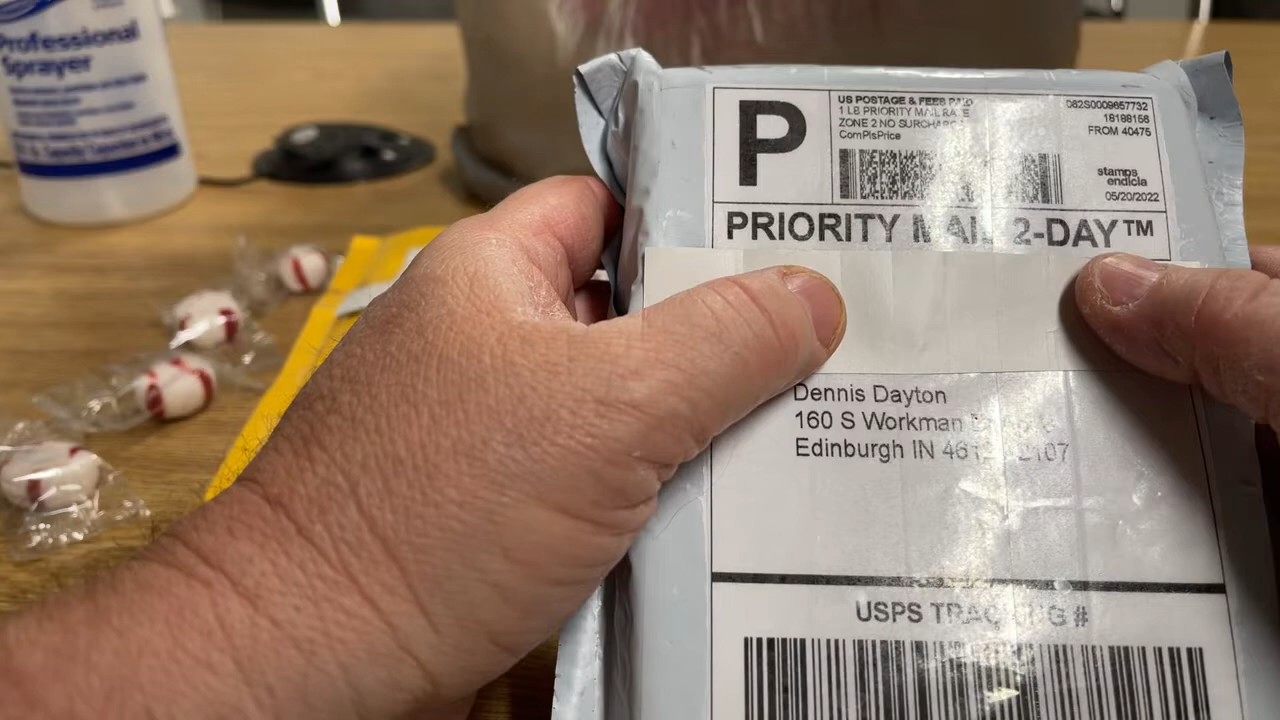 Professional
Sprayer
P
US POSTAGE & FEES PAID
1 LB PRIORITY MAIL RATE
ZONE 2 NO SURCHARGE
ComPlsPrice
062S0009657732
18188156
FROM 40475
stamps
endicia
05/20/2022
PRIORITY MAIL 2-DAY™
Dennis Dayton
160 S Workman
Edinburgh IN
USPS TRACKING #